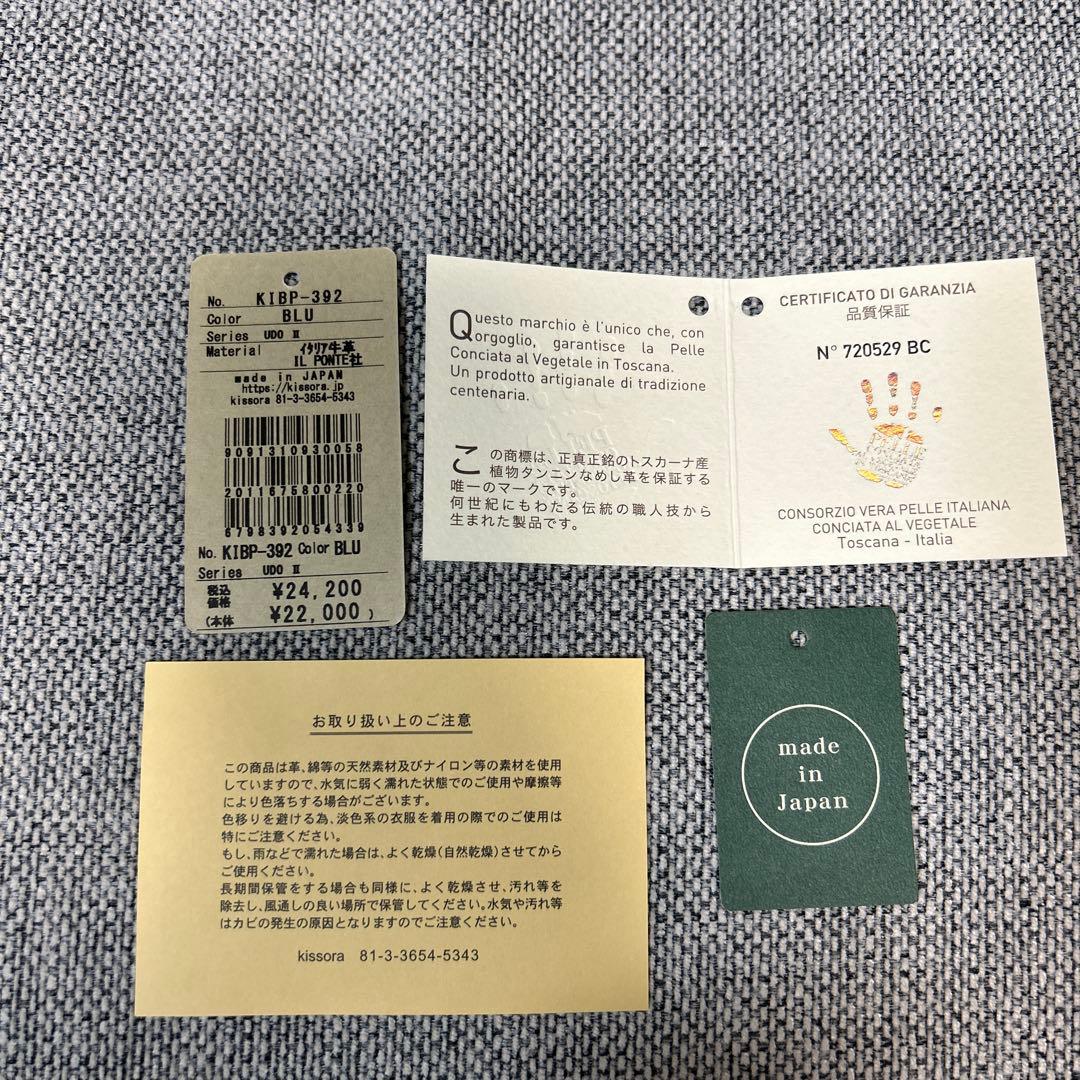 No. KIBP-392
Color BLU
Series UDO Ⅱ
Material イタリア牛革
IL PONTE社
made in JAPAN
https://kissora.jp
kissora 81-3-3654-5343
9091310930058
2011675800220
6798392054339
No. KIBP-392 Color BLU
Series UDO Ⅱ
税込価格 ¥24,200
(本体 ¥22,000 )
Questo marchio è l'unico che, con
orgoglio, garantisce la Pelle
Conciata al Vegetale in Toscana.
Un prodotto artigianale di tradizione
centenaria.
この商標は、正真正銘のトスカーナ産
植物タンニンなめし革を保証する
唯一のマークです。
何世紀にもわたる伝統の職人技から
生まれた製品です。
CERTIFICATO DI GARANZIA
品質保証
N° 720529 BC
CONSORZIO VERA PELLE ITALIANA
CONCIATA AL VEGETALE
Toscana - Italia
お取り扱い上のご注意
この商品は革、綿等の天然素材及びナイロン等の素材を使用
していますので、水気に弱く濡れた状態でのご使用や摩擦等
により色落ちする場合がございます。
色移りを避ける為、淡色系の衣服を着用の際でのご使用は
特にご注意ください。
もし、雨などで濡れた場合は、よく乾燥(自然乾燥)させてから
ご使用ください。
長期間保管をする場合も同様に、よく乾燥させ、汚れ等を
除去し、風通しの良い場所で保管してください。水気や汚れ等
はカビの発生の原因となりますのでご注意ください。
kissora 81-3-3654-5343
made
in
Japan